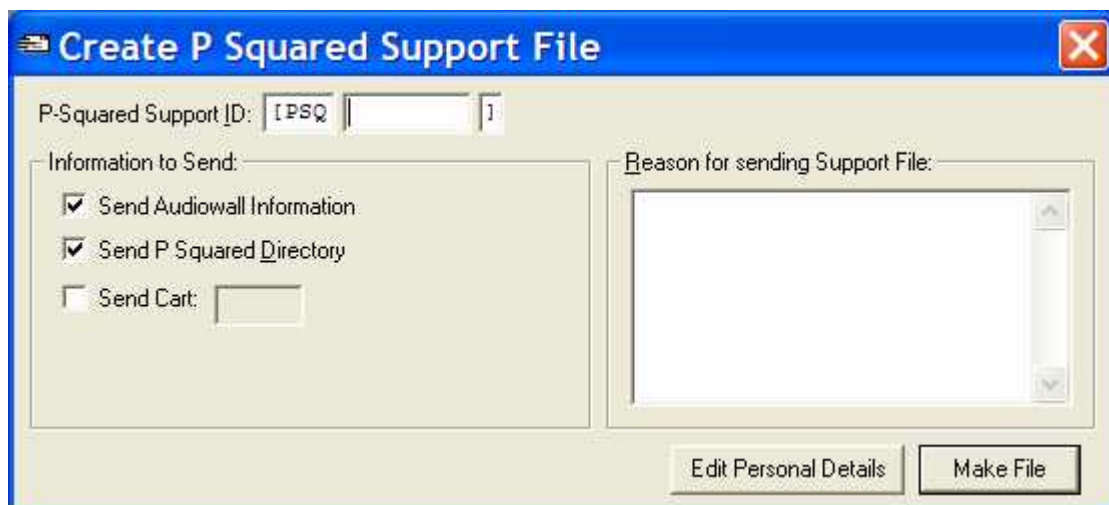 Create P Squared Support File
P-Squared Support ID: [PSQ ]
Information to Send:
Send Audiowall Information
Send P Squared Directory
Send Cart:
Reason for sending Support File:
Edit Personal Details Make File